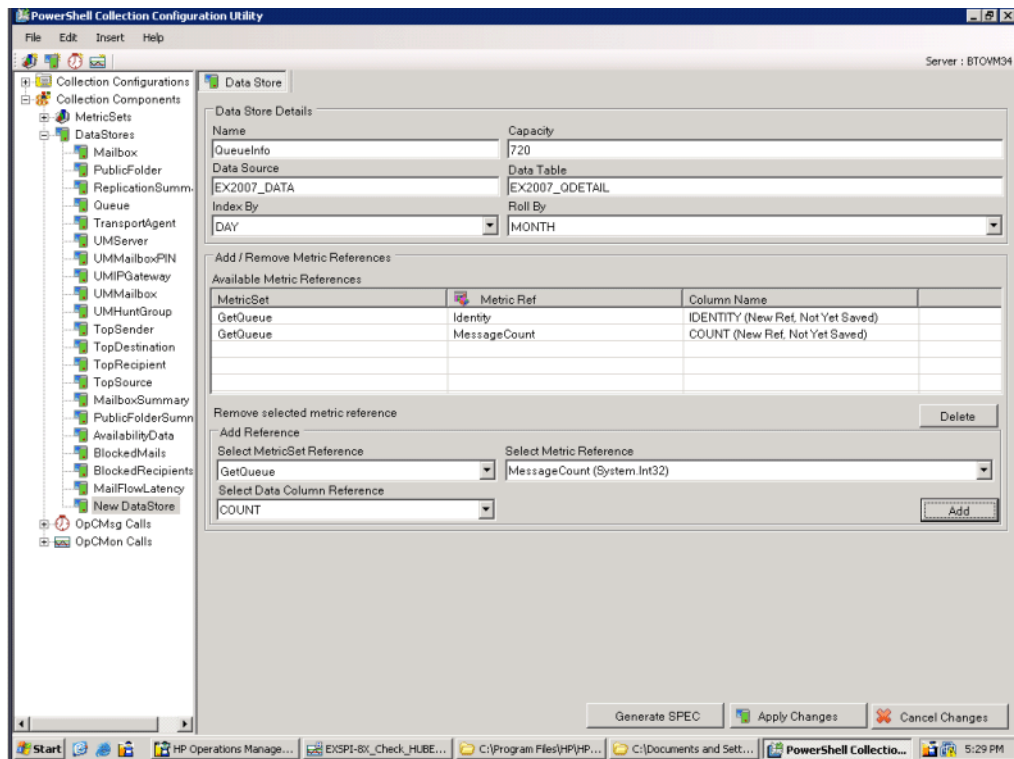 PowerShell Collection Configuration Utility
File Edit Insert Help
Server : BTOVM34
Collection Configurations
Collection Components
MetricSets
DataStores
Mailbox
PublicFolder
ReplicationSumm
Queue
TransportAgent
UMServer
UMMailboxPIN
UMIPGateway
UMMailbox
UMHuntGroup
TopSender
TopDestination
TopRecipient
TopSource
MailboxSummary
PublicFolderSumn
AvailabilityData
BlockedMails
BlockedRecipients
MailFlowLatency
New DataStore
OpCMsg Calls
OpCMon Calls
Data Store
Data Store Details
Name Capacity
QueueInfo 720
Data Source Data Table
EX2007_DATA EX2007_QDETAIL
Index By Roll By
DAY MONTH
Add / Remove Metric References
Available Metric References
MetricSet Metric Ref Column Name
GetQueue Identity IDENTITY (New Ref, Not Yet Saved)
GetQueue MessageCount COUNT (New Ref, Not Yet Saved)
Remove selected metric reference Delete
Add Reference
Select MetricSet Reference Select Metric Reference
GetQueue MessageCount (System.Int32)
Select Data Column Reference
COUNT Add
Generate SPEC Apply Changes Cancel Changes
Start HP Operations Manage... EXSPI-8X_Check_HUBE... C:\Program Files\HP\HP... C:\Documents and Sett... PowerShell Collectio... 5:29 PM